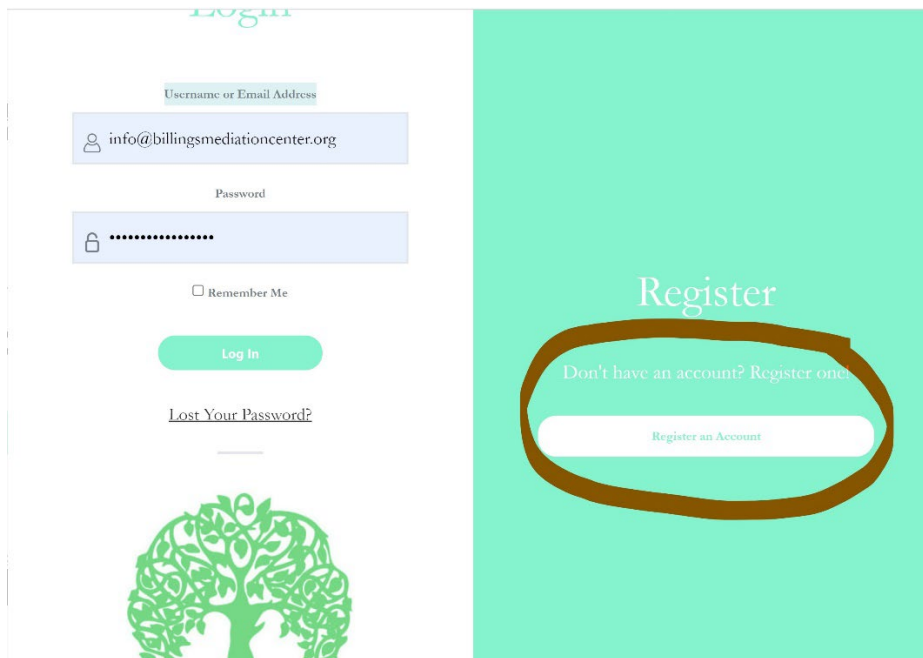 Login
Username or Email Address
info@billingsmediationcenter.org
Password
•••••••••••••••••
Remember Me
Log In
Lost Your Password?
Register
Don't have an account? Register one!
Register an Account